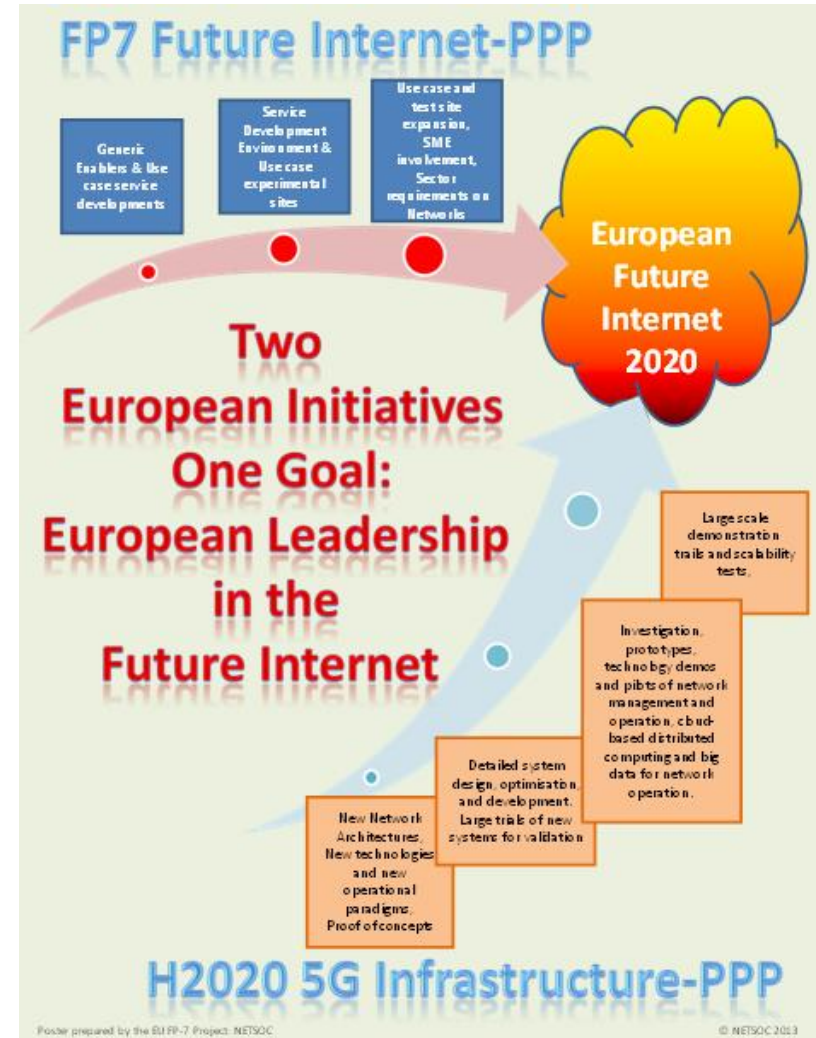 FP7 Future Internet-PPP
Generic
Enablers & Use
case service
developments
Service
Development
Environment &
Use case
experimental
sites
Use case and
test site
expansion,
SME
involvement,
Sector
requirements on
Networks
European
Future
Internet
2020
Two
European Initiatives
One Goal:
European Leadership
in the
Future Internet
Large scale
demonstration
trails and scalability
tests,
Investigation,
prototypes,
technology demos
and pilots of network
management and
operation, cloud-
based distributed
computing and big
data for network
operation.
Detailed system
design, optimisation,
and development.
Large trials of new
systems for validation
New Network
Architectures,
New technologies
and new
operational
paradigms,
Proof of concepts
H2020 5G Infrastructure-PPP
Poster prepared by the EU FP-7 Project: NETSOC
© NETSOC 2013